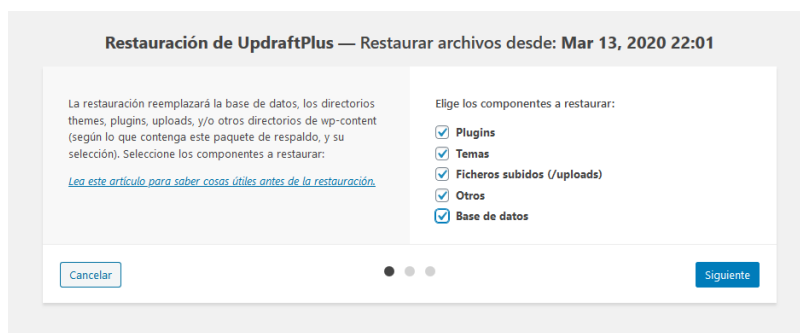 Restauración de UpdraftPlus — Restaurar archivos desde: Mar 13, 2020 22:01
La restauración reemplazará la base de datos, los directorios
themes, plugins, uploads, y/o otros directorios de wp-content
(según lo que contenga este paquete de respaldo, y su
selección). Seleccione los componentes a restaurar:
Lea este artículo para saber cosas útiles antes de la restauración.
Elige los componentes a restaurar:
Plugins
Temas
Ficheros subidos (/uploads)
Otros
Base de datos
Cancelar
Siguiente